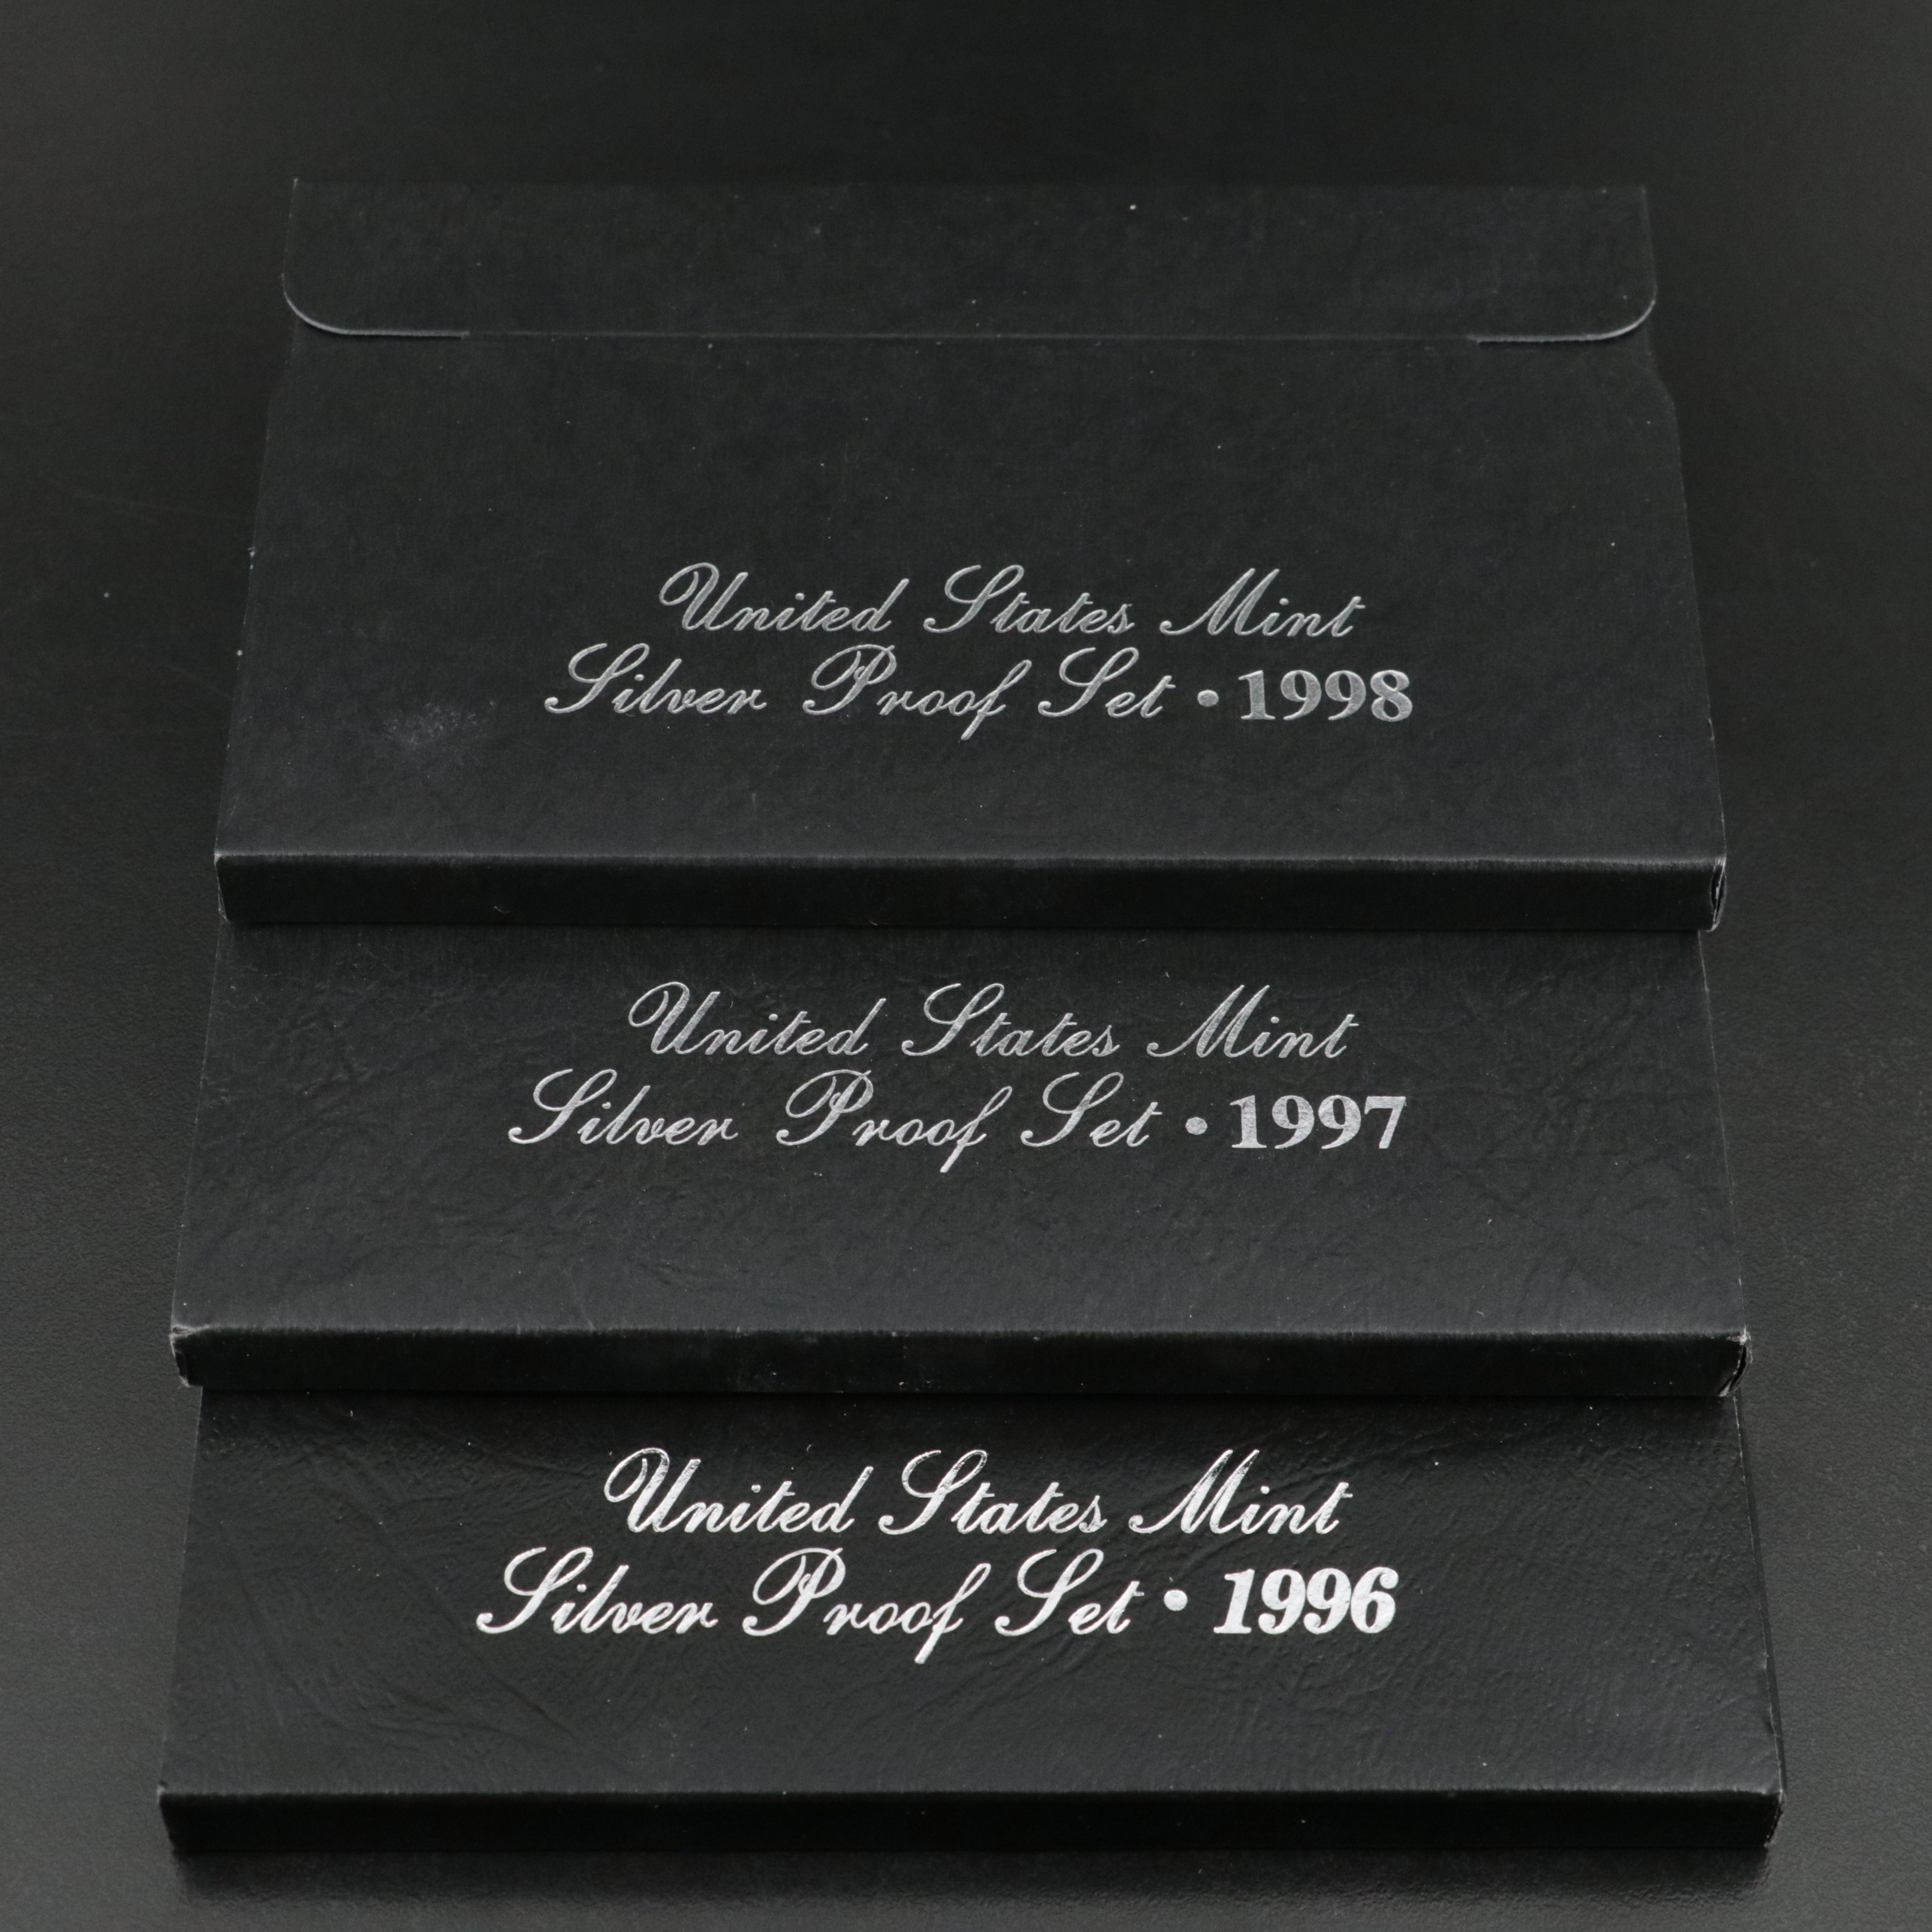 United States Mint
Silver Proof Set • 1998
United States Mint
Silver Proof Set • 1997
United States Mint
Silver Proof Set • 1996